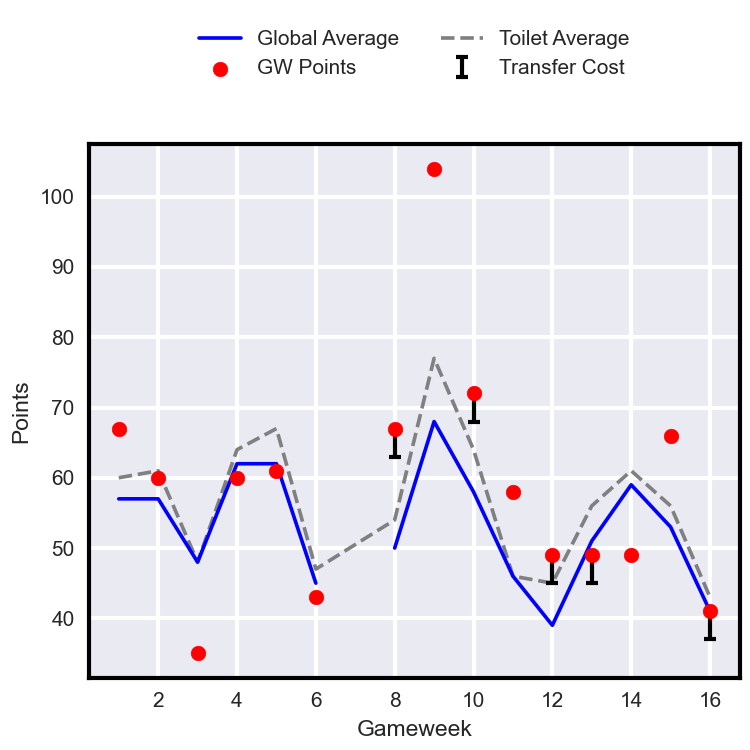 Global Average
Toilet Average
GW Points
Transfer Cost
100
90
80
70
60
50
40
Points
2 4 6 8 10 12 14 16
Gameweek